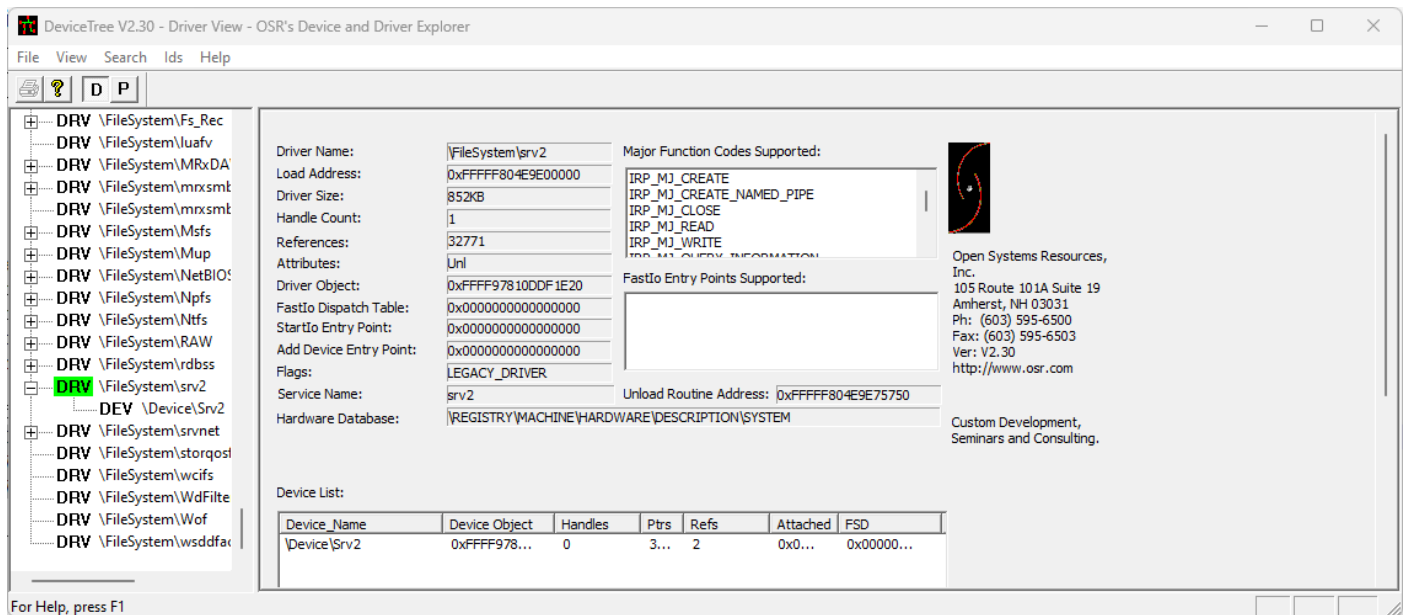 DeviceTree V2.30 - Driver View - OSR's Device and Driver Explorer
File View Search Ids Help
D P
DRV \FileSystem\Fs_Rec
DRV \FileSystem\luafv
DRV \FileSystem\MRxDA
DRV \FileSystem\mrxsmb
DRV \FileSystem\mrxsmb
DRV \FileSystem\Msfs
DRV \FileSystem\Mup
DRV \FileSystem\NetBIOS
DRV \FileSystem\Npfs
DRV \FileSystem\Ntfs
DRV \FileSystem\RAW
DRV \FileSystem\rdbss
DRV \FileSystem\srv2
DEV \Device\Srv2
DRV \FileSystem\srvnet
DRV \FileSystem\storqosf
DRV \FileSystem\wcifs
DRV \FileSystem\WdFilte
DRV \FileSystem\Wof
DRV \FileSystem\wsddfac
Driver Name: \FileSystem\srv2
Load Address: 0xFFFFF804E9E00000
Driver Size: 852KB
Handle Count: 1
References: 32771
Attributes: Unl
Driver Object: 0xFFFF97810DDF1E20
FastIo Dispatch Table: 0x0000000000000000
StartIo Entry Point: 0x0000000000000000
Add Device Entry Point: 0x0000000000000000
Flags: LEGACY_DRIVER
Service Name: srv2
Hardware Database: \REGISTRY\MACHINE\HARDWARE\DESCRIPTION\SYSTEM
Major Function Codes Supported:
IRP_MJ_CREATE
IRP_MJ_CREATE_NAMED_PIPE
IRP_MJ_CLOSE
IRP_MJ_READ
IRP_MJ_WRITE
IRP_MJ_QUERY_INFORMATION
FastIo Entry Points Supported:
Unload Routine Address: 0xFFFFF804E9E75750
Open Systems Resources,
Inc.
105 Route 101A Suite 19
Amherst, NH 03031
Ph: (603) 595-6500
Fax: (603) 595-6503
Ver: V2.30
http://www.osr.com
Custom Development,
Seminars and Consulting.
Device List:
Device_Name Device Object Handles Ptrs Refs Attached FSD
\Device\Srv2 0xFFFF978... 0 3... 2 0x0... 0x00000...
For Help, press F1